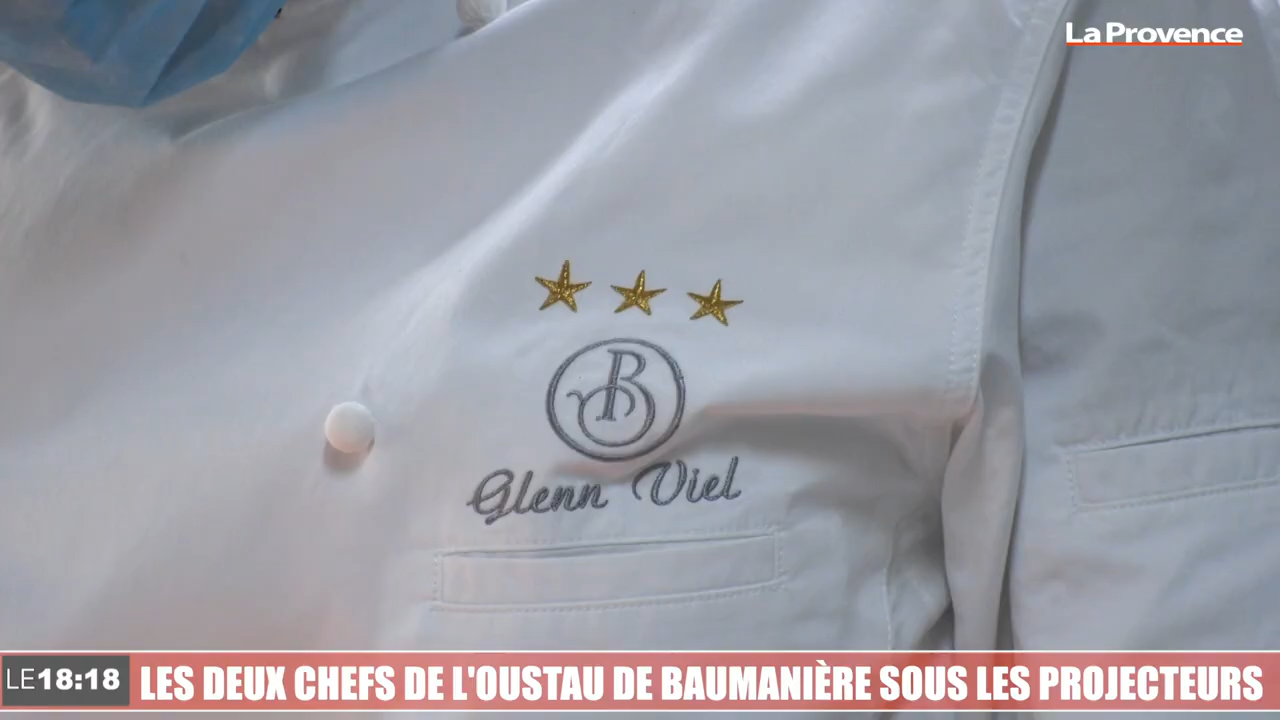 La Provence
B
Glenn Viel
LE18:18 LES DEUX CHEFS DE L'OUSTAU DE BAUMANIÈRE SOUS LES PROJECTEURS